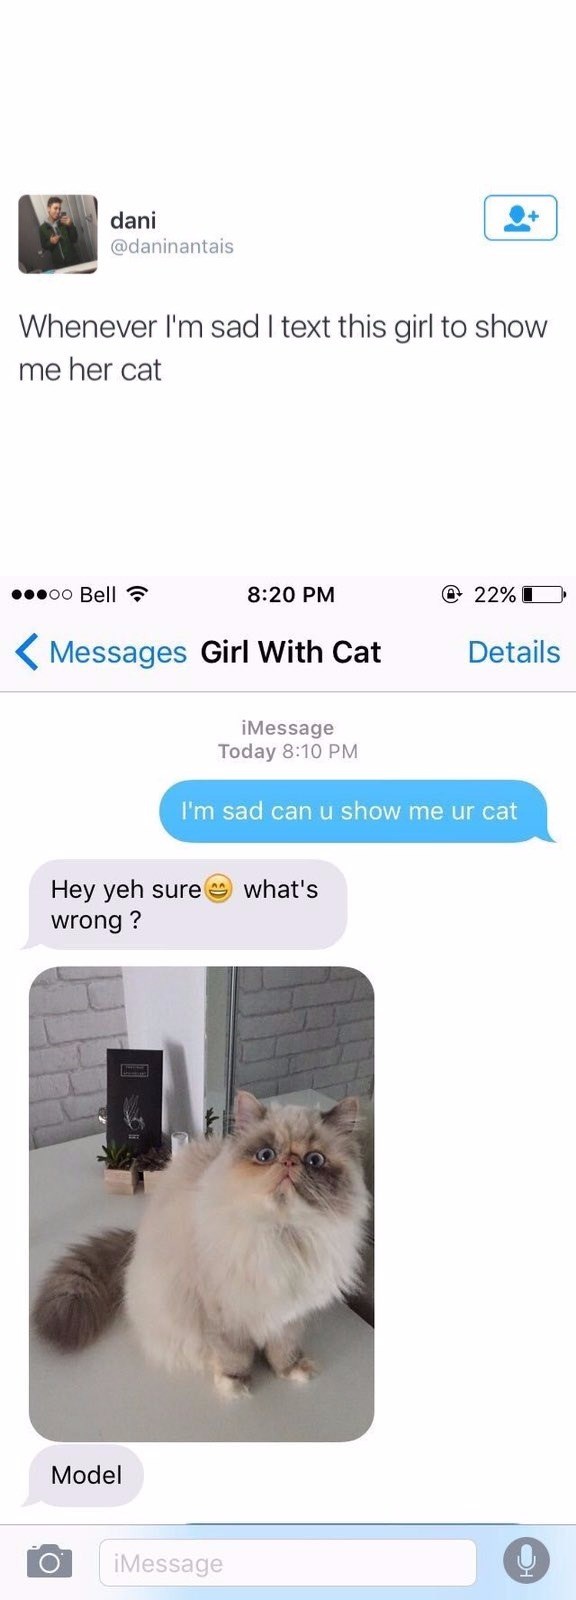 dani
@daninantais
Whenever I'm sad I text this girl to show
me her cat
Bell
8:20 PM
22%
Messages
Girl With Cat
Details
iMessage
Today 8:10 PM
I'm sad can u show me ur cat
Hey yeh sure😄 what's
wrong ?
Model
iMessage